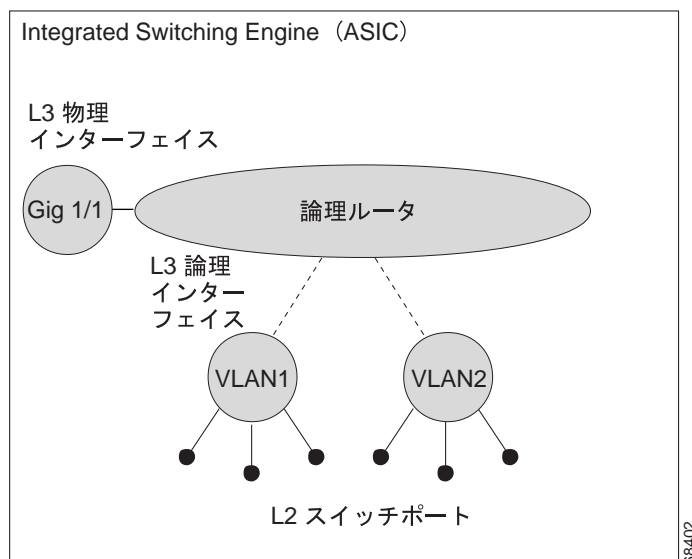 Integrated Switching Engine（ASIC）
L3 物理
インターフェイス
Gig 1/1
論理ルータ
L3 論理
インター
フェイス
VLAN1
VLAN2
L2 スイッチポート
68402